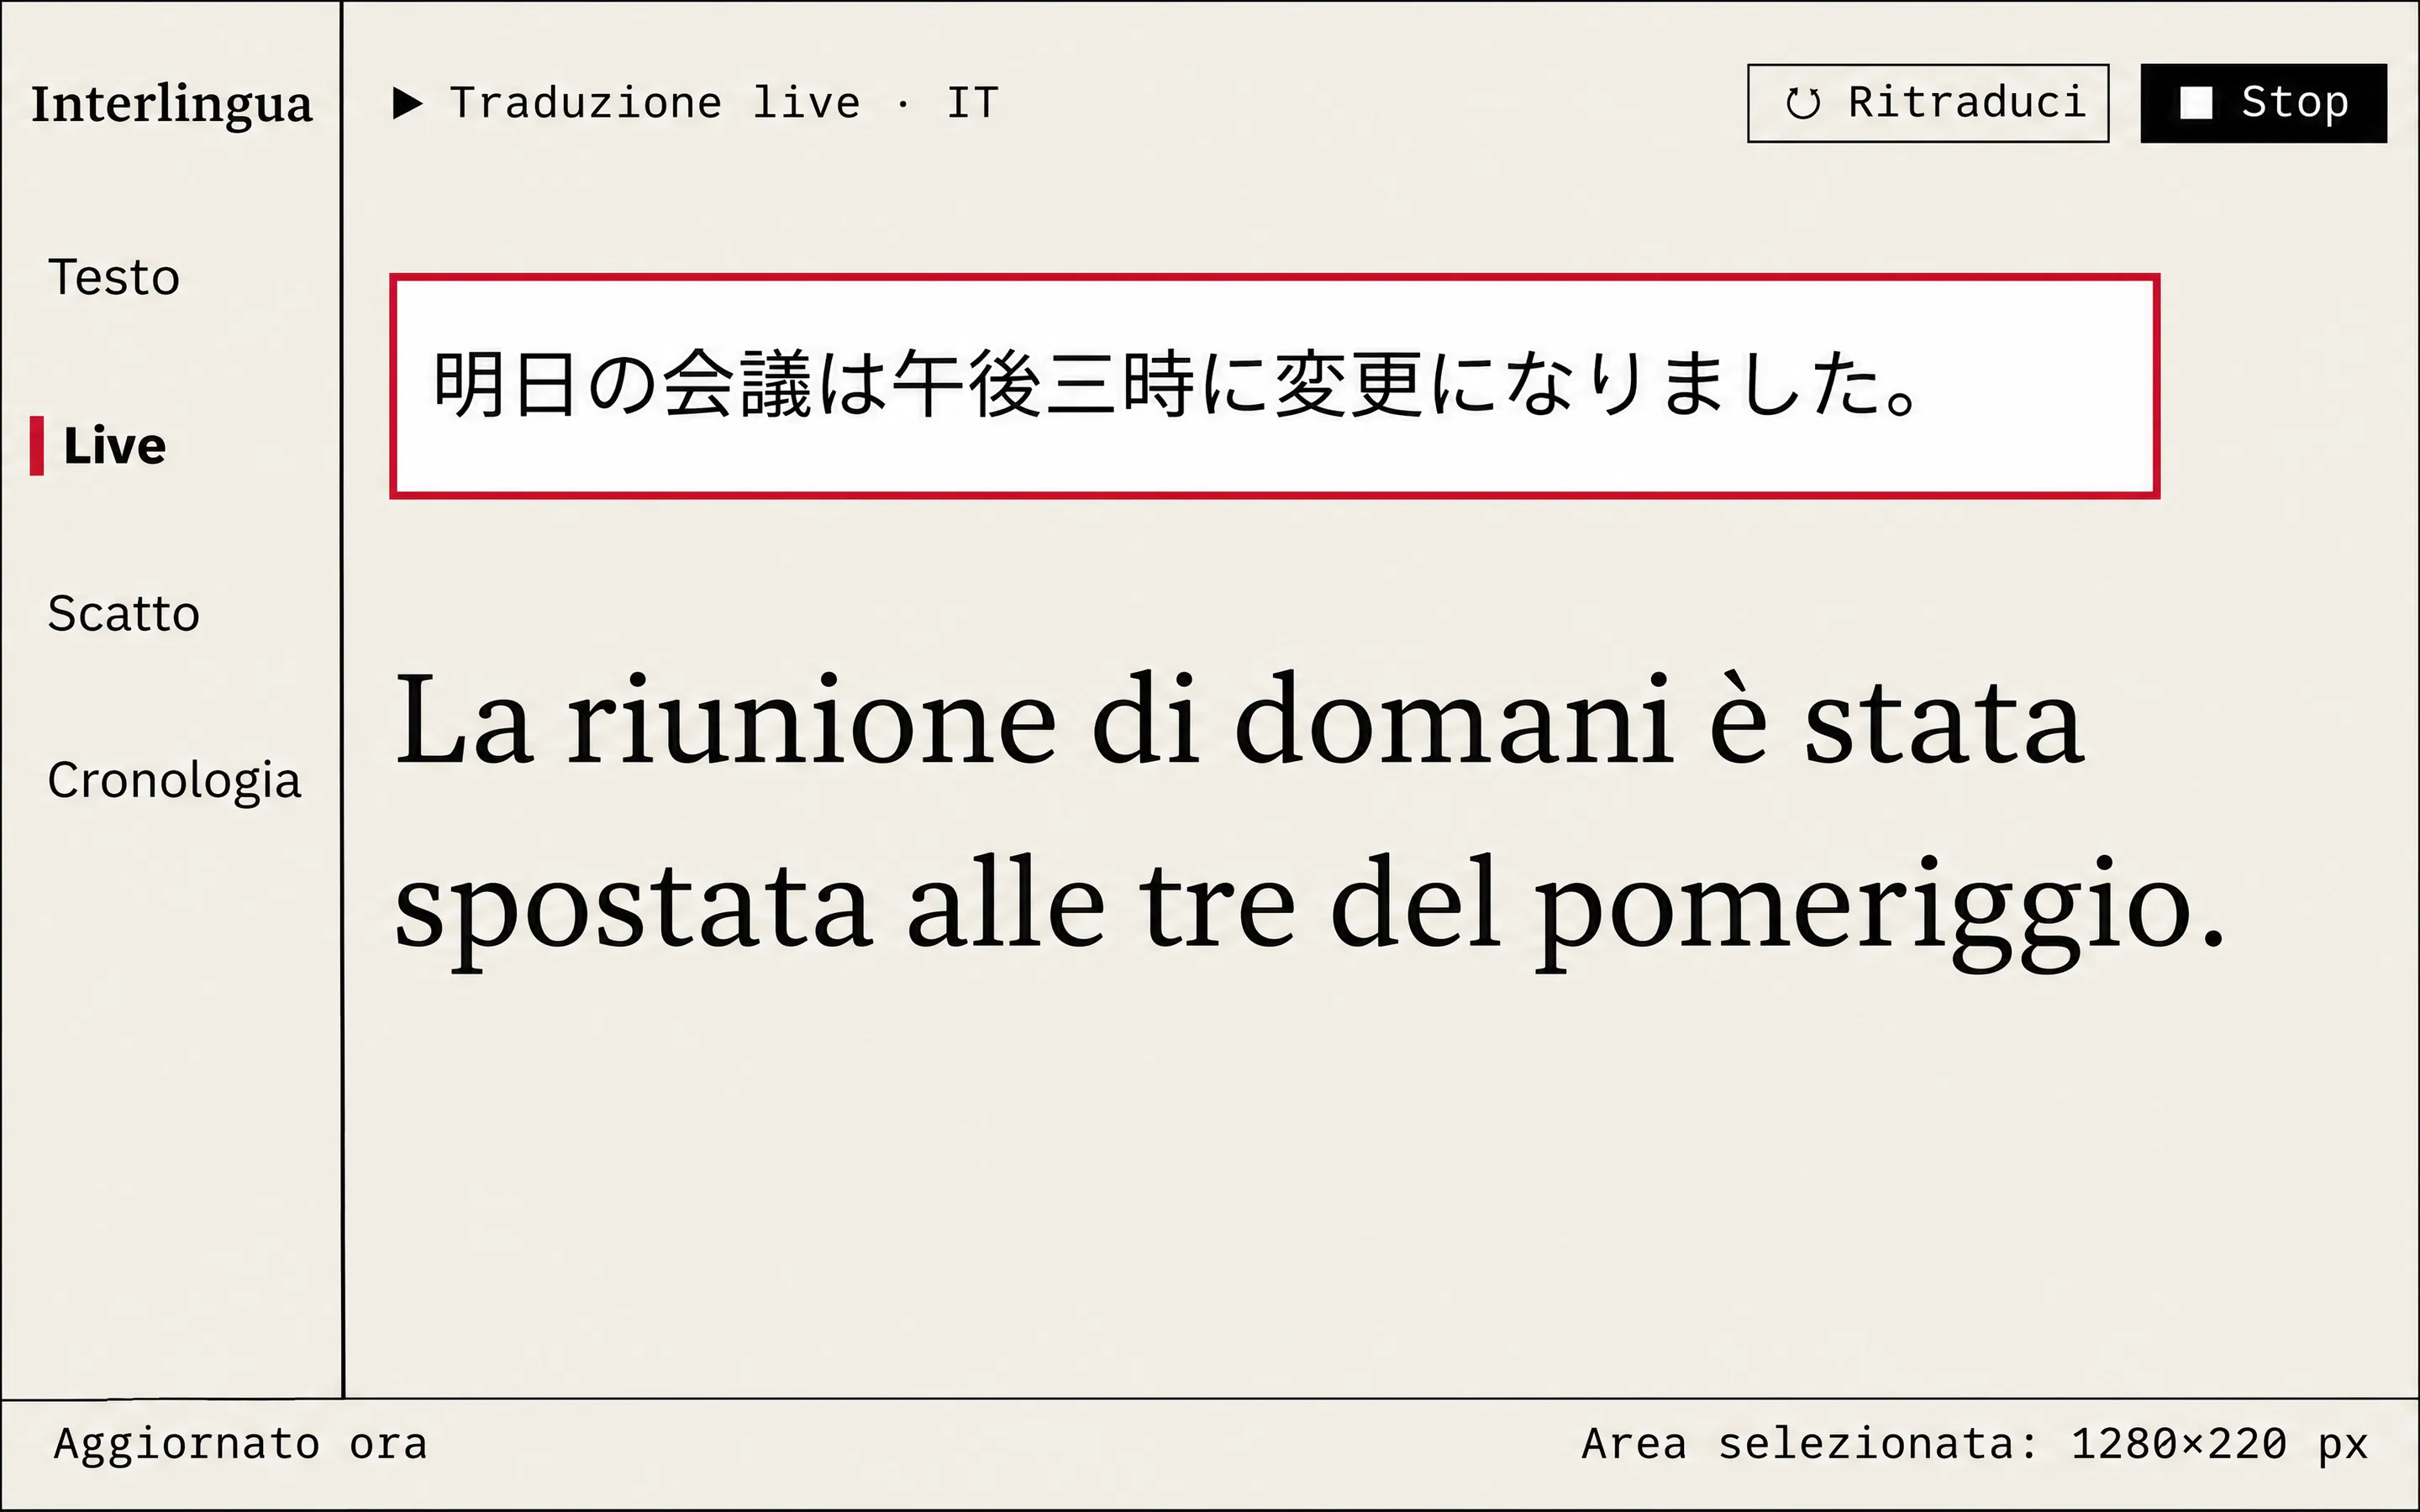 Interlingua
▶ Traduzione live · IT
↻ Ritraduci
■ Stop
Testo
Live
Scatto
Cronologia
明日の会議は午後三時に変更になりました。
La riunione di domani è stata
spostata alle tre del pomeriggio.
Aggiornato ora
Area selezionata: 1280×220 px